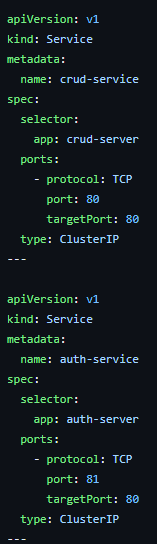 apiVersion: v1
kind: Service
metadata:
  name: crud-service
spec:
  selector:
    app: crud-server
  ports:
    - protocol: TCP
      port: 80
      targetPort: 80
  type: ClusterIP
---

apiVersion: v1
kind: Service
metadata:
  name: auth-service
spec:
  selector:
    app: auth-server
  ports:
    - protocol: TCP
      port: 81
      targetPort: 80
  type: ClusterIP
---